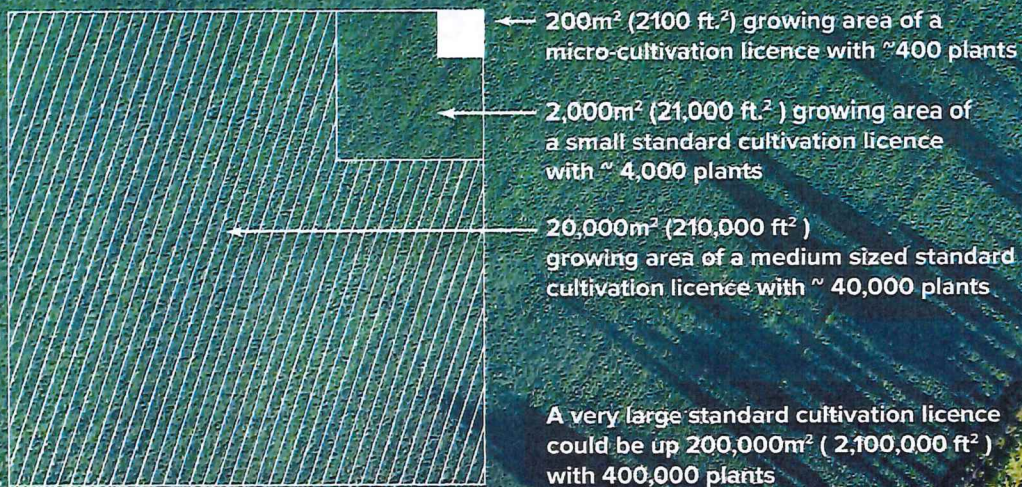 200m² (2100 ft.²) growing area of a
micro-cultivation licence with ~400 plants
2,000m² (21,000 ft.² ) growing area of
a small standard cultivation licence
with ~ 4,000 plants
20,000m² (210,000 ft² )
growing area of a medium sized standard
cultivation licence with ~ 40,000 plants
A very large standard cultivation licence
could be up 200,000m² ( 2,100,000 ft² )
with 400,000 plants